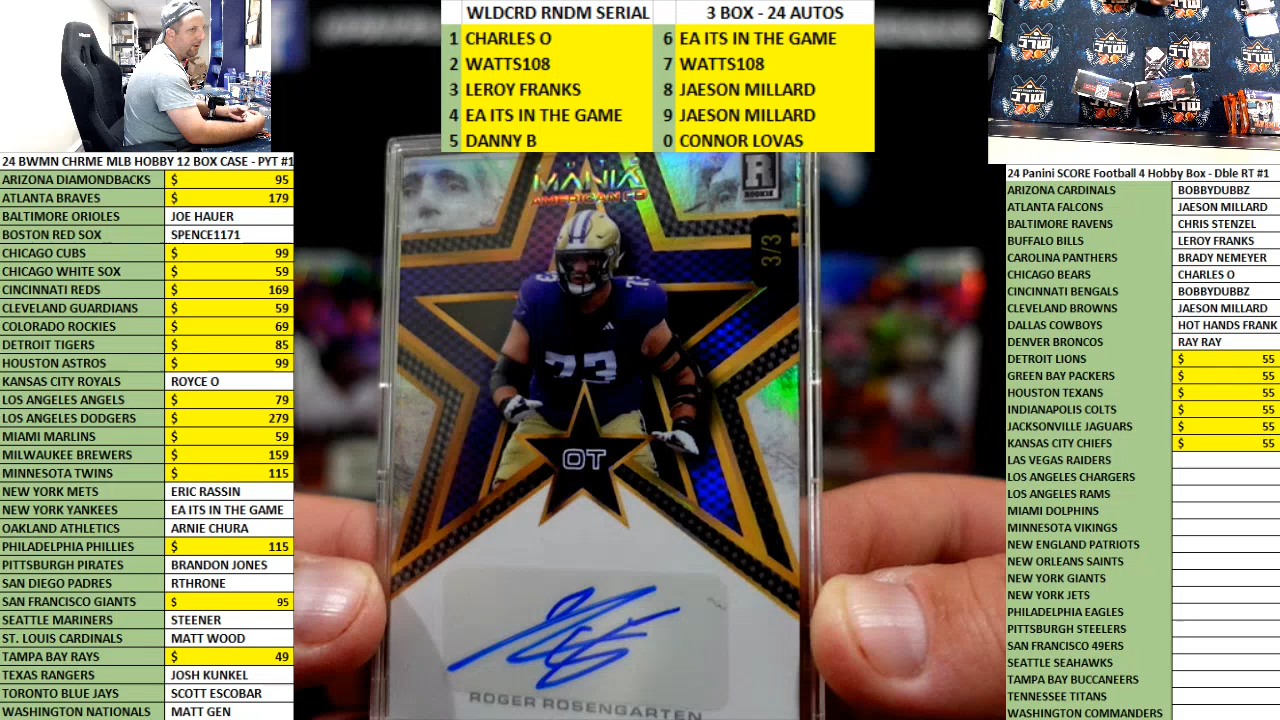 WLDCRD RNDM SERIAL 3 BOX - 24 AUTOS
1 CHARLES O 6 EA ITS IN THE GAME
2 WATTS108 7 WATTS108
3 LEROY FRANKS 8 JAESON MILLARD
4 EA ITS IN THE GAME 9 JAESON MILLARD
5 DANNY B 0 CONNOR LOVAS
24 BWMN CHRME MLB HOBBY 12 BOX CASE - PYT #1
ARIZONA DIAMONDBACKS $ 95
ATLANTA BRAVES $ 179
BALTIMORE ORIOLES JOE HAUER
BOSTON RED SOX SPENCE1171
CHICAGO CUBS $ 99
CHICAGO WHITE SOX $ 59
CINCINNATI REDS $ 169
CLEVELAND GUARDIANS $ 59
COLORADO ROCKIES $ 69
DETROIT TIGERS $ 85
HOUSTON ASTROS $ 99
KANSAS CITY ROYALS ROYCE O
LOS ANGELES ANGELS $ 79
LOS ANGELES DODGERS $ 279
MIAMI MARLINS $ 59
MILWAUKEE BREWERS $ 159
MINNESOTA TWINS $ 115
NEW YORK METS ERIC RASSIN
NEW YORK YANKEES EA ITS IN THE GAME
OAKLAND ATHLETICS ARNIE CHURA
PHILADELPHIA PHILLIES $ 115
PITTSBURGH PIRATES BRANDON JONES
SAN DIEGO PADRES RTHRONE
SAN FRANCISCO GIANTS $ 95
SEATTLE MARINERS STEENER
ST. LOUIS CARDINALS MATT WOOD
TAMPA BAY RAYS $ 49
TEXAS RANGERS JOSH KUNKEL
TORONTO BLUE JAYS SCOTT ESCOBAR
WASHINGTON NATIONALS MATT GEN
MANIA
R
ROOKIE
3/3
73
OT
ROGER ROSENGARTEN
24 Panini SCORE Football 4 Hobby Box - Dble RT #1
ARIZONA CARDINALS BOBBYDUBBZ
ATLANTA FALCONS JAESON MILLARD
BALTIMORE RAVENS CHRIS STENZEL
BUFFALO BILLS LEROY FRANKS
CAROLINA PANTHERS BRADY NEMEYER
CHICAGO BEARS CHARLES O
CINCINNATI BENGALS BOBBYDUBBZ
CLEVELAND BROWNS JAESON MILLARD
DALLAS COWBOYS HOT HANDS FRANK
DENVER BRONCOS RAY RAY
DETROIT LIONS $ 55
GREEN BAY PACKERS $ 55
HOUSTON TEXANS $ 55
INDIANAPOLIS COLTS $ 55
JACKSONVILLE JAGUARS $ 55
KANSAS CITY CHIEFS $ 55
LAS VEGAS RAIDERS
LOS ANGELES CHARGERS
LOS ANGELES RAMS
MIAMI DOLPHINS
MINNESOTA VIKINGS
NEW ENGLAND PATRIOTS
NEW ORLEANS SAINTS
NEW YORK GIANTS
NEW YORK JETS
PHILADELPHIA EAGLES
PITTSBURGH STEELERS
SAN FRANCISCO 49ERS
SEATTLE SEAHAWKS
TAMPA BAY BUCCANEERS
TENNESSEE TITANS
WASHINGTON COMMANDERS